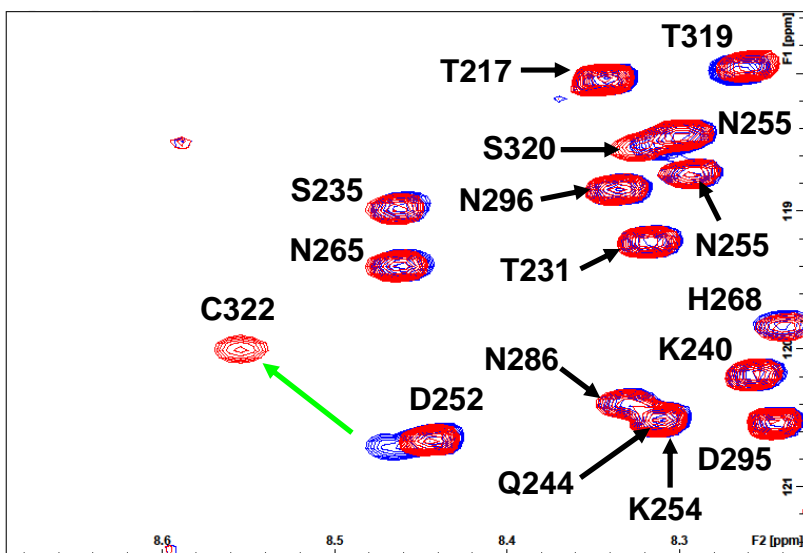 T319
F1 [ppm]
T217
N255
S320
S235
N296
119
N255
N265
T231
C322
H268
120
N286
K240
D252
Q244
D295
K254
121
8.6
8.5
8.4
8.3
F2 [ppm]